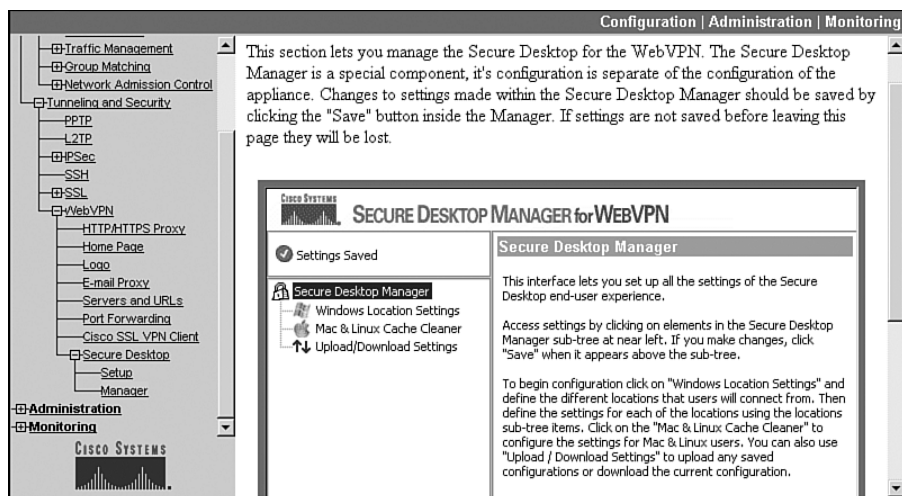 Configuration | Administration | Monitoring
Traffic Management
Group Matching
Network Admission Control
Tunneling and Security
PPTP
L2TP
IPSec
SSH
SSL
WebVPN
HTTP/HTTPS Proxy
Home Page
Logo
E-mail Proxy
Servers and URLs
Port Forwarding
Cisco SSL VPN Client
Secure Desktop
Setup
Manager
Administration
Monitoring
CISCO SYSTEMS
This section lets you manage the Secure Desktop for the WebVPN. The Secure Desktop
Manager is a special component, it's configuration is separate of the configuration of the
appliance. Changes to settings made within the Secure Desktop Manager should be saved by
clicking the "Save" button inside the Manager. If settings are not saved before leaving this
page they will be lost.
CISCO SYSTEMS
SECURE DESKTOP MANAGER for WEBVPN
Settings Saved
Secure Desktop Manager
Windows Location Settings
Mac & Linux Cache Cleaner
Upload/Download Settings
Secure Desktop Manager
This interface lets you set up all the settings of the Secure
Desktop end-user experience.
Access settings by clicking on elements in the Secure Desktop
Manager sub-tree at near left. If you make changes, click
"Save" when it appears above the sub-tree.
To begin configuration click on "Windows Location Settings" and
define the different locations that users will connect from. Then
define the settings for each of the locations using the locations
sub-tree items. Click on the "Mac & Linux Cache Cleaner" to
configure the settings for Mac & Linux users. You can also use
"Upload / Download Settings" to upload any saved
configurations or download the current configuration.